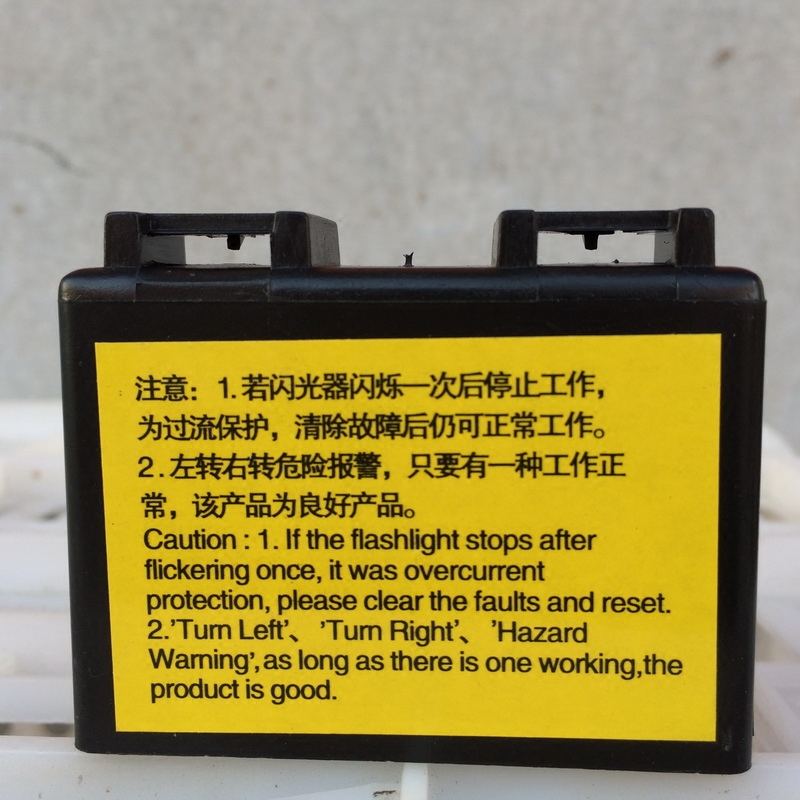 注意：1.若闪光器闪烁一次后停止工作，
为过流保护，清除故障后仍可正常工作。
2.左转右转危险报警，只要有一种工作正
常，该产品为良好产品。
Caution : 1. If the flashlight stops after
flickering once, it was overcurrent
protection, please clear the faults and reset.
2.’Turn Left’、’Turn Right’、’Hazard
Warning’,as long as there is one working,the
product is good.